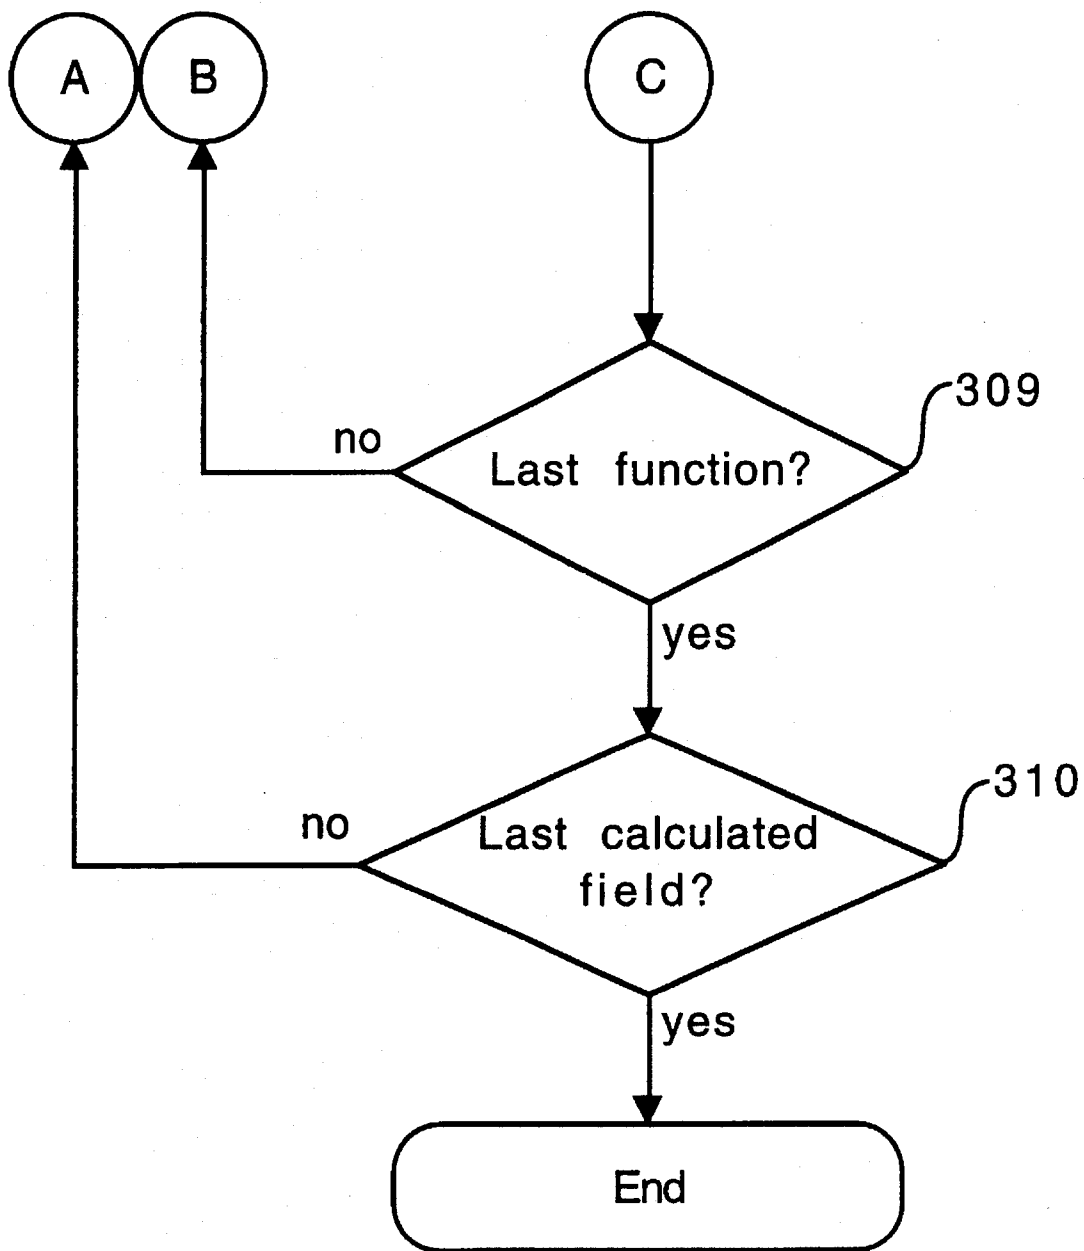 A
B
C
309
no
Last function?
yes
310
no
Last calculated
field?
yes
End